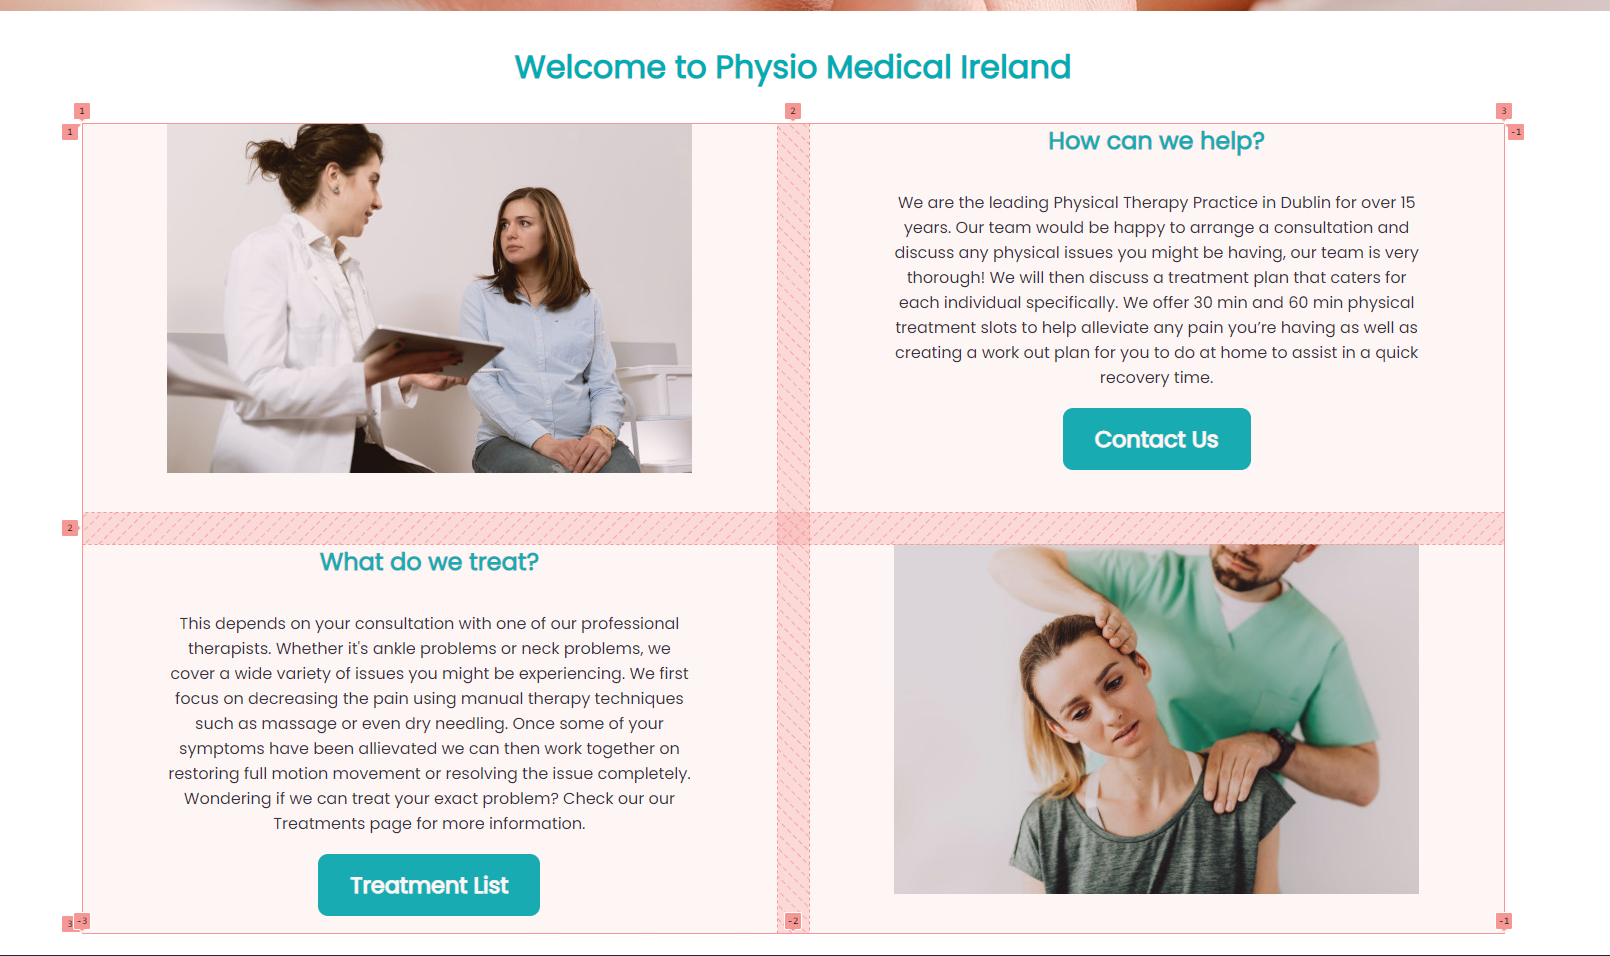 Welcome to Physio Medical Ireland
1
2
3
1
-1
How can we help?
We are the leading Physical Therapy Practice in Dublin for over 15
years. Our team would be happy to arrange a consultation and
discuss any physical issues you might be having, our team is very
thorough! We will then discuss a treatment plan that caters for
each individual specifically. We offer 30 min and 60 min physical
treatment slots to help alleviate any pain you're having as well as
creating a work out plan for you to do at home to assist in a quick
recovery time.
Contact Us
2
What do we treat?
This depends on your consultation with one of our professional
therapists. Whether it's ankle problems or neck problems, we
cover a wide variety of issues you might be experiencing. We first
focus on decreasing the pain using manual therapy techniques
such as massage or even dry needling. Once some of your
symptoms have been allievated we can then work together on
restoring full motion movement or resolving the issue completely.
Wondering if we can treat your exact problem? Check our our
Treatments page for more information.
Treatment List
3
-3
-2
-1